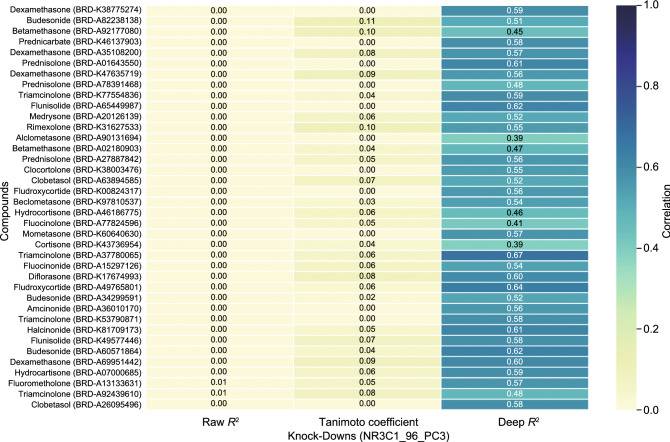 Dexamethasone (BRD-K38775274) 0.00 0.00 0.59
Budesonide (BRD-A82238138) 0.00 0.11 0.51
Betamethasone (BRD-A92177080) 0.00 0.10 0.45
Prednicarbate (BRD-K46137903) 0.00 0.00 0.58
Dexamethasone (BRD-A35108200) 0.00 0.08 0.57
Prednisolone (BRD-A01643550) 0.00 0.00 0.61
Dexamethasone (BRD-K47635719) 0.00 0.09 0.56
Prednisolone (BRD-A78391468) 0.00 0.00 0.48
Triamcinolone (BRD-K77554836) 0.00 0.04 0.59
Flunisolide (BRD-A65449987) 0.00 0.00 0.62
Medrysone (BRD-A20126139) 0.00 0.06 0.52
Rimexolone (BRD-K31627533) 0.00 0.10 0.55
Alclometasone (BRD-A90131694) 0.00 0.00 0.39
Betamethasone (BRD-A02180903) 0.00 0.04 0.47
Prednisolone (BRD-A27887842) 0.00 0.05 0.56
Clocortolone (BRD-K38003476) 0.00 0.00 0.55
Clobetasol (BRD-A63894585) 0.00 0.07 0.52
Fludroxycortide (BRD-K00824317) 0.00 0.00 0.56
Beclometasone (BRD-K97810537) 0.00 0.03 0.54
Hydrocortisone (BRD-A46186775) 0.00 0.06 0.46
Fluocinolone (BRD-A77824596) 0.00 0.05 0.41
Mometasone (BRD-K60640630) 0.00 0.00 0.57
Cortisone (BRD-K43736954) 0.00 0.04 0.39
Triamcinolone (BRD-A37780065) 0.00 0.06 0.67
Fluocinonide (BRD-A15297126) 0.00 0.06 0.54
Diflorasone (BRD-K17674993) 0.00 0.08 0.60
Fludroxycortide (BRD-A49765801) 0.00 0.06 0.64
Budesonide (BRD-A34299591) 0.00 0.02 0.52
Amcinonide (BRD-A36010170) 0.00 0.00 0.56
Triamcinolone (BRD-K53790871) 0.00 0.00 0.58
Halcinonide (BRD-K81709173) 0.00 0.05 0.61
Flunisolide (BRD-K49577446) 0.00 0.07 0.58
Budesonide (BRD-A60571864) 0.00 0.04 0.62
Dexamethasone (BRD-A69951442) 0.00 0.09 0.60
Hydrocortisone (BRD-A07000685) 0.00 0.06 0.59
Fluorometholone (BRD-A13133631) 0.01 0.05 0.57
Triamcinolone (BRD-A92439610) 0.01 0.08 0.48
Clobetasol (BRD-A26095496) 0.00 0.00 0.58
Compounds
Raw R² Tanimoto coefficient Deep R²
Knock-Downs (NR3C1_96_PC3)
1.0
0.8
0.6
0.4
0.2
0.0
Correlation